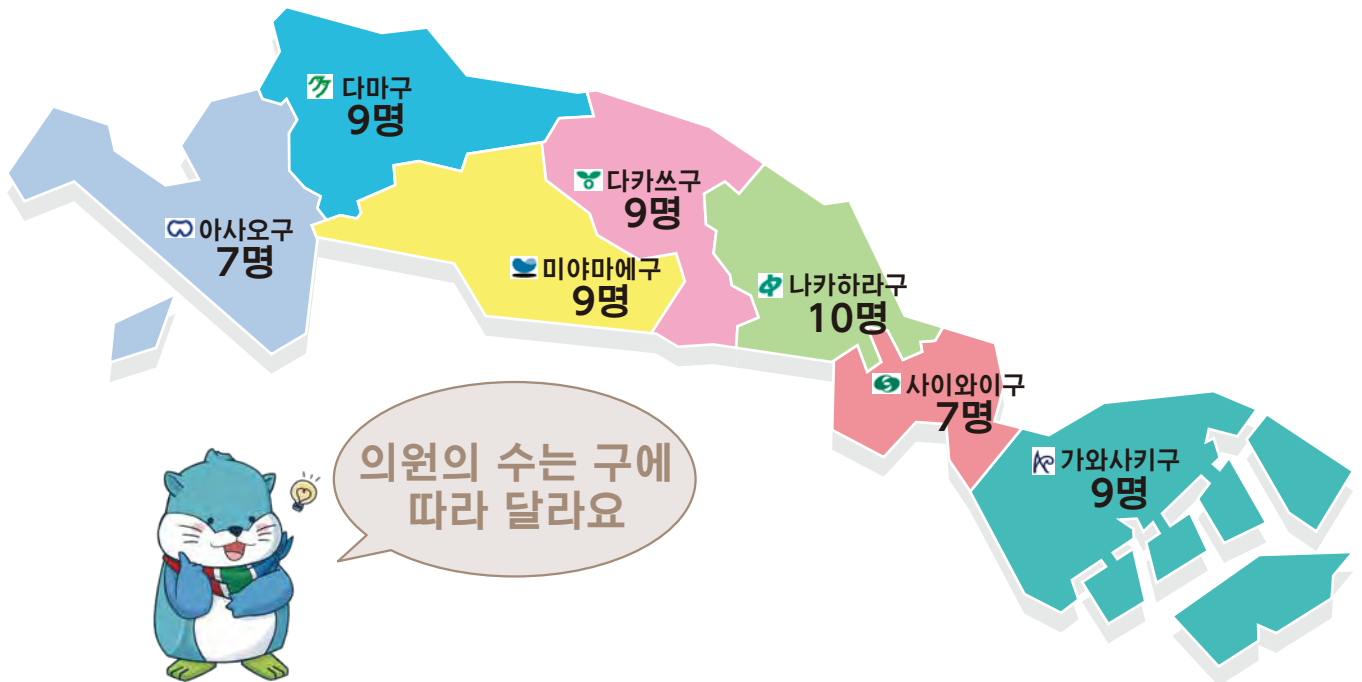 다마구
9명
다카쓰구
9명
아사오구
7명
미야마에구
9명
나카하라구
10명
사이와이구
7명
가와사키구
9명
의원의 수는 구에
따라 달라요